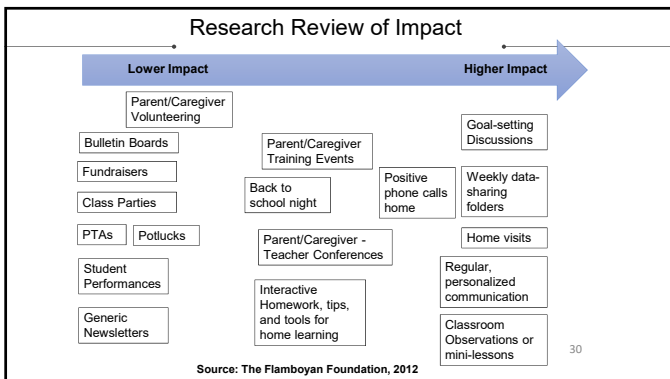 Research Review of Impact
Lower Impact
Higher Impact
Parent/Caregiver
Volunteering
Bulletin Boards
Fundraisers
Class Parties
PTAs
Potlucks
Student
Performances
Generic
Newsletters
Parent/Caregiver
Training Events
Back to
school night
Parent/Caregiver -
Teacher Conferences
Interactive
Homework, tips,
and tools for
home learning
Positive
phone calls
home
Goal-setting
Discussions
Weekly data-
sharing
folders
Home visits
Regular,
personalized
communication
Classroom
Observations or
mini-lessons
30
Source: The Flamboyan Foundation, 2012